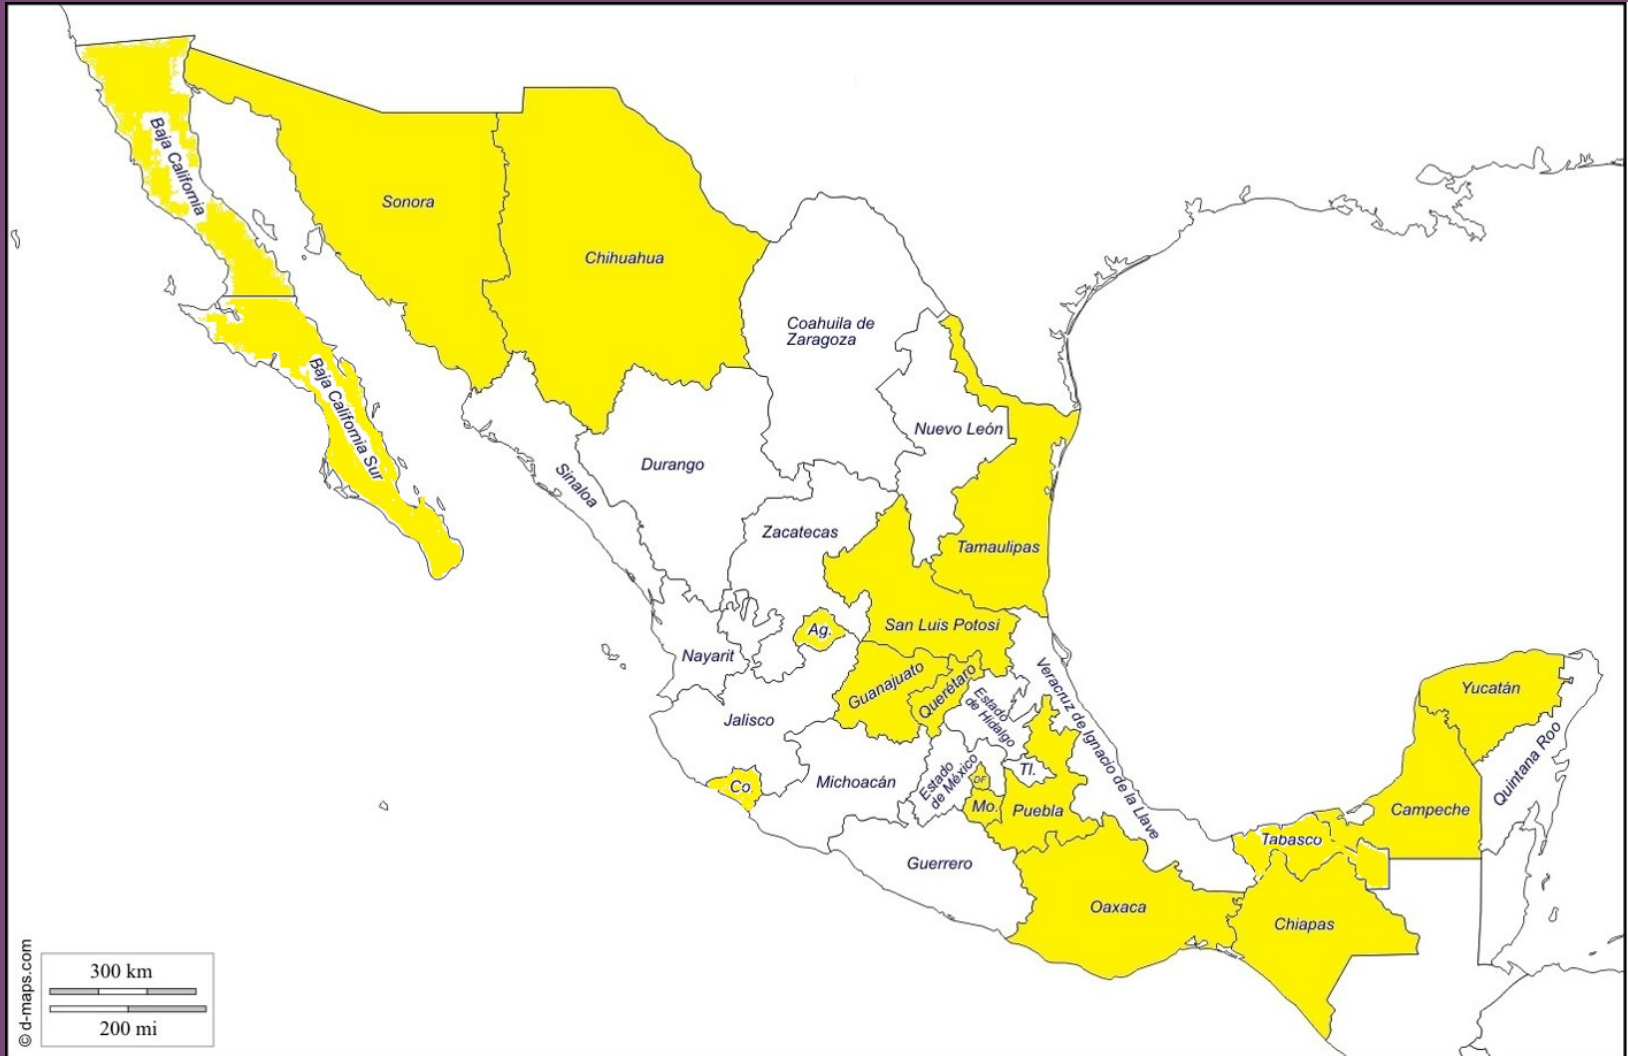 Baja California
Sonora
Chihuahua
Coahuila de
Zaragoza
Baja California Sur
Nuevo León
Durango
Sinaloa
Zacatecas
Tamaulipas
San Luis Potosí
Ag.
Nayarit
Guanajuato
Querétaro
Estado
de Hidalgo
Veracruz de Ignacio de la Llave
Yucatán
Jalisco
Quintana Roo
Co.
Michoacán
Estado
de México
DF
Tl.
Mo.
Puebla
Campeche
Tabasco
Guerrero
Oaxaca
Chiapas
300 km
200 mi
© d-maps.com